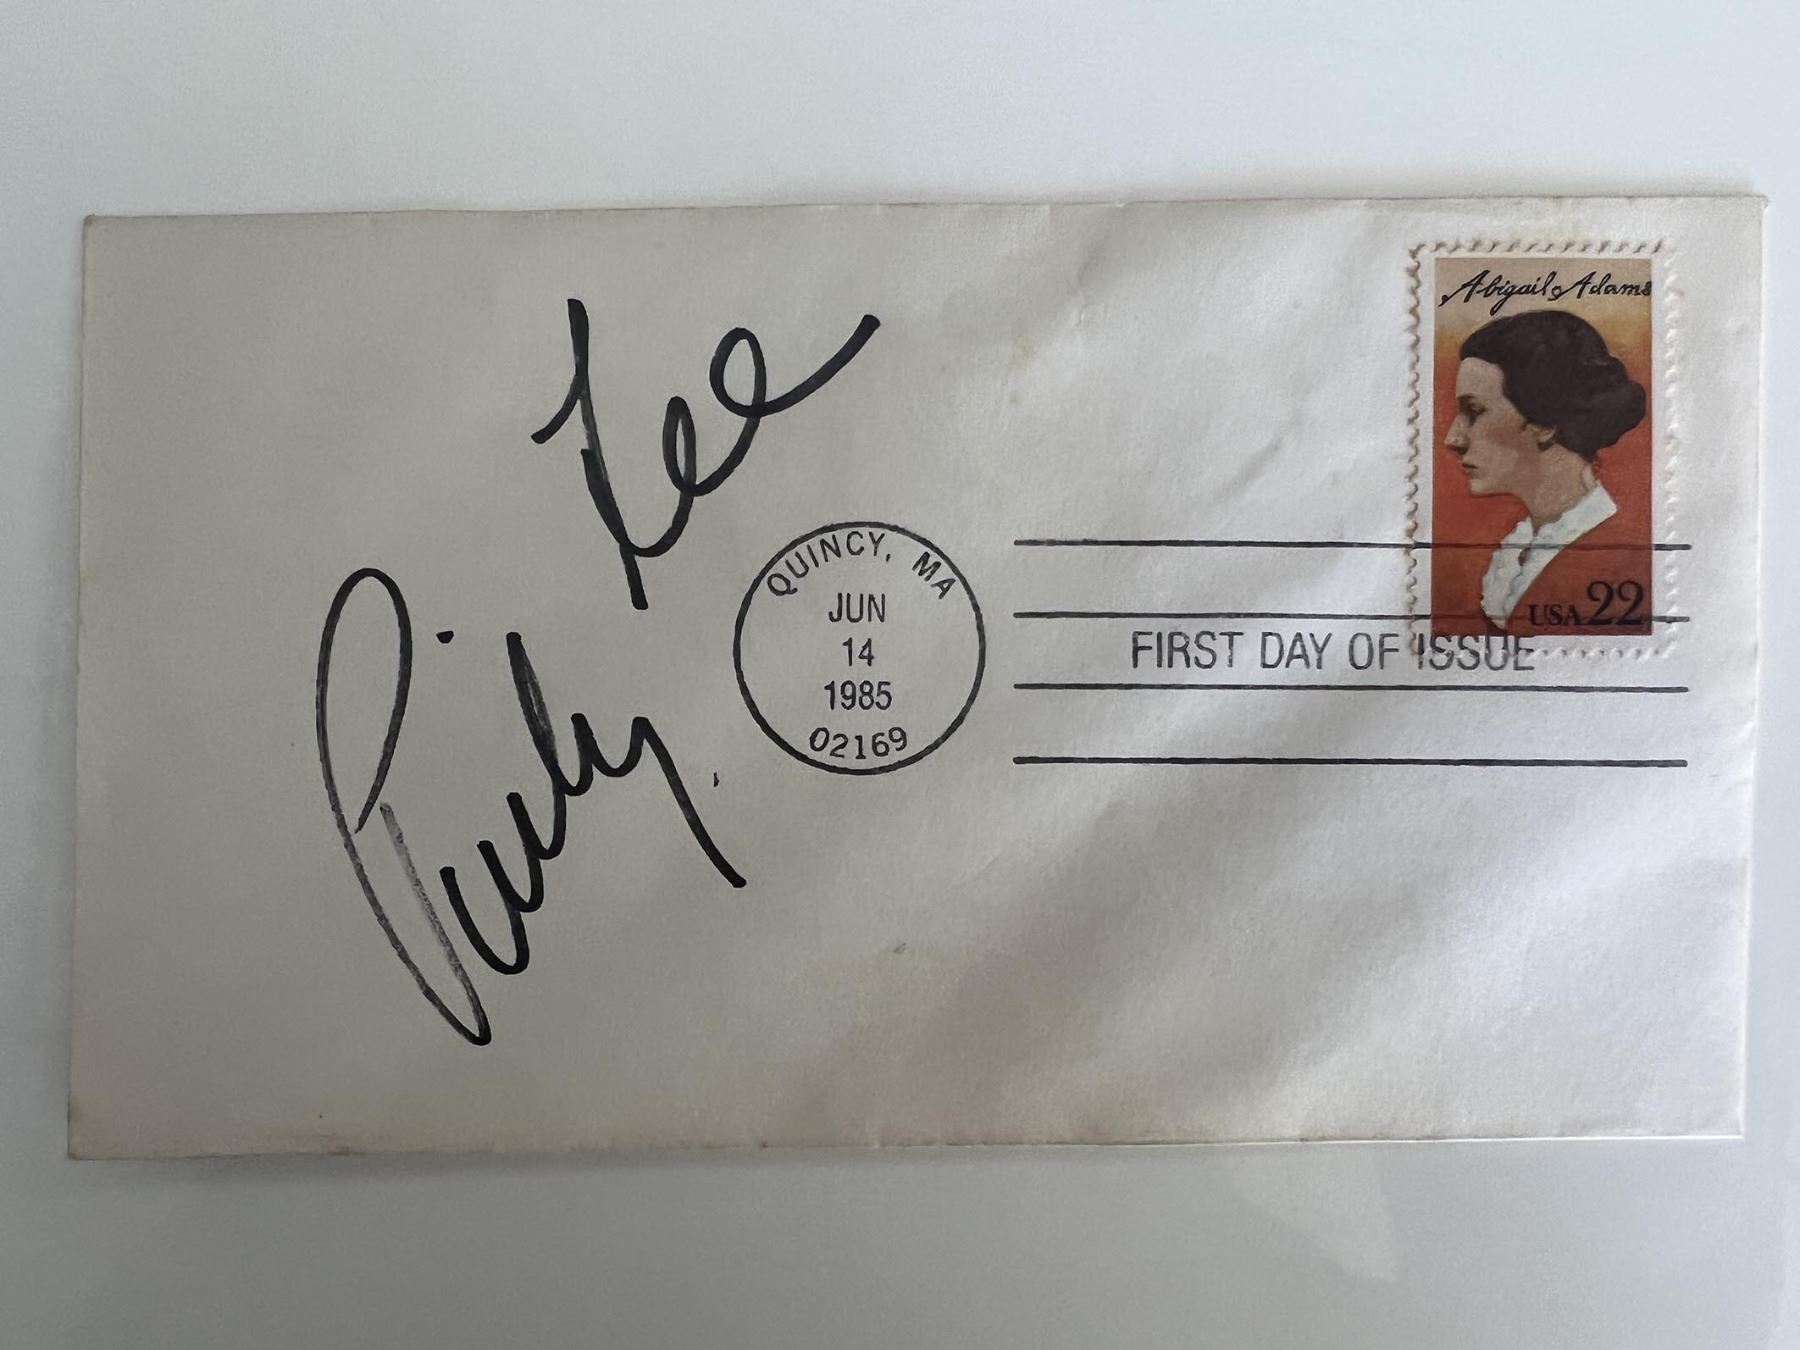 Pinky Lee
Abigail Adams
QUINCY, MA
JUN
14
1985
02169
FIRST DAY OF ISSUE
USA 22